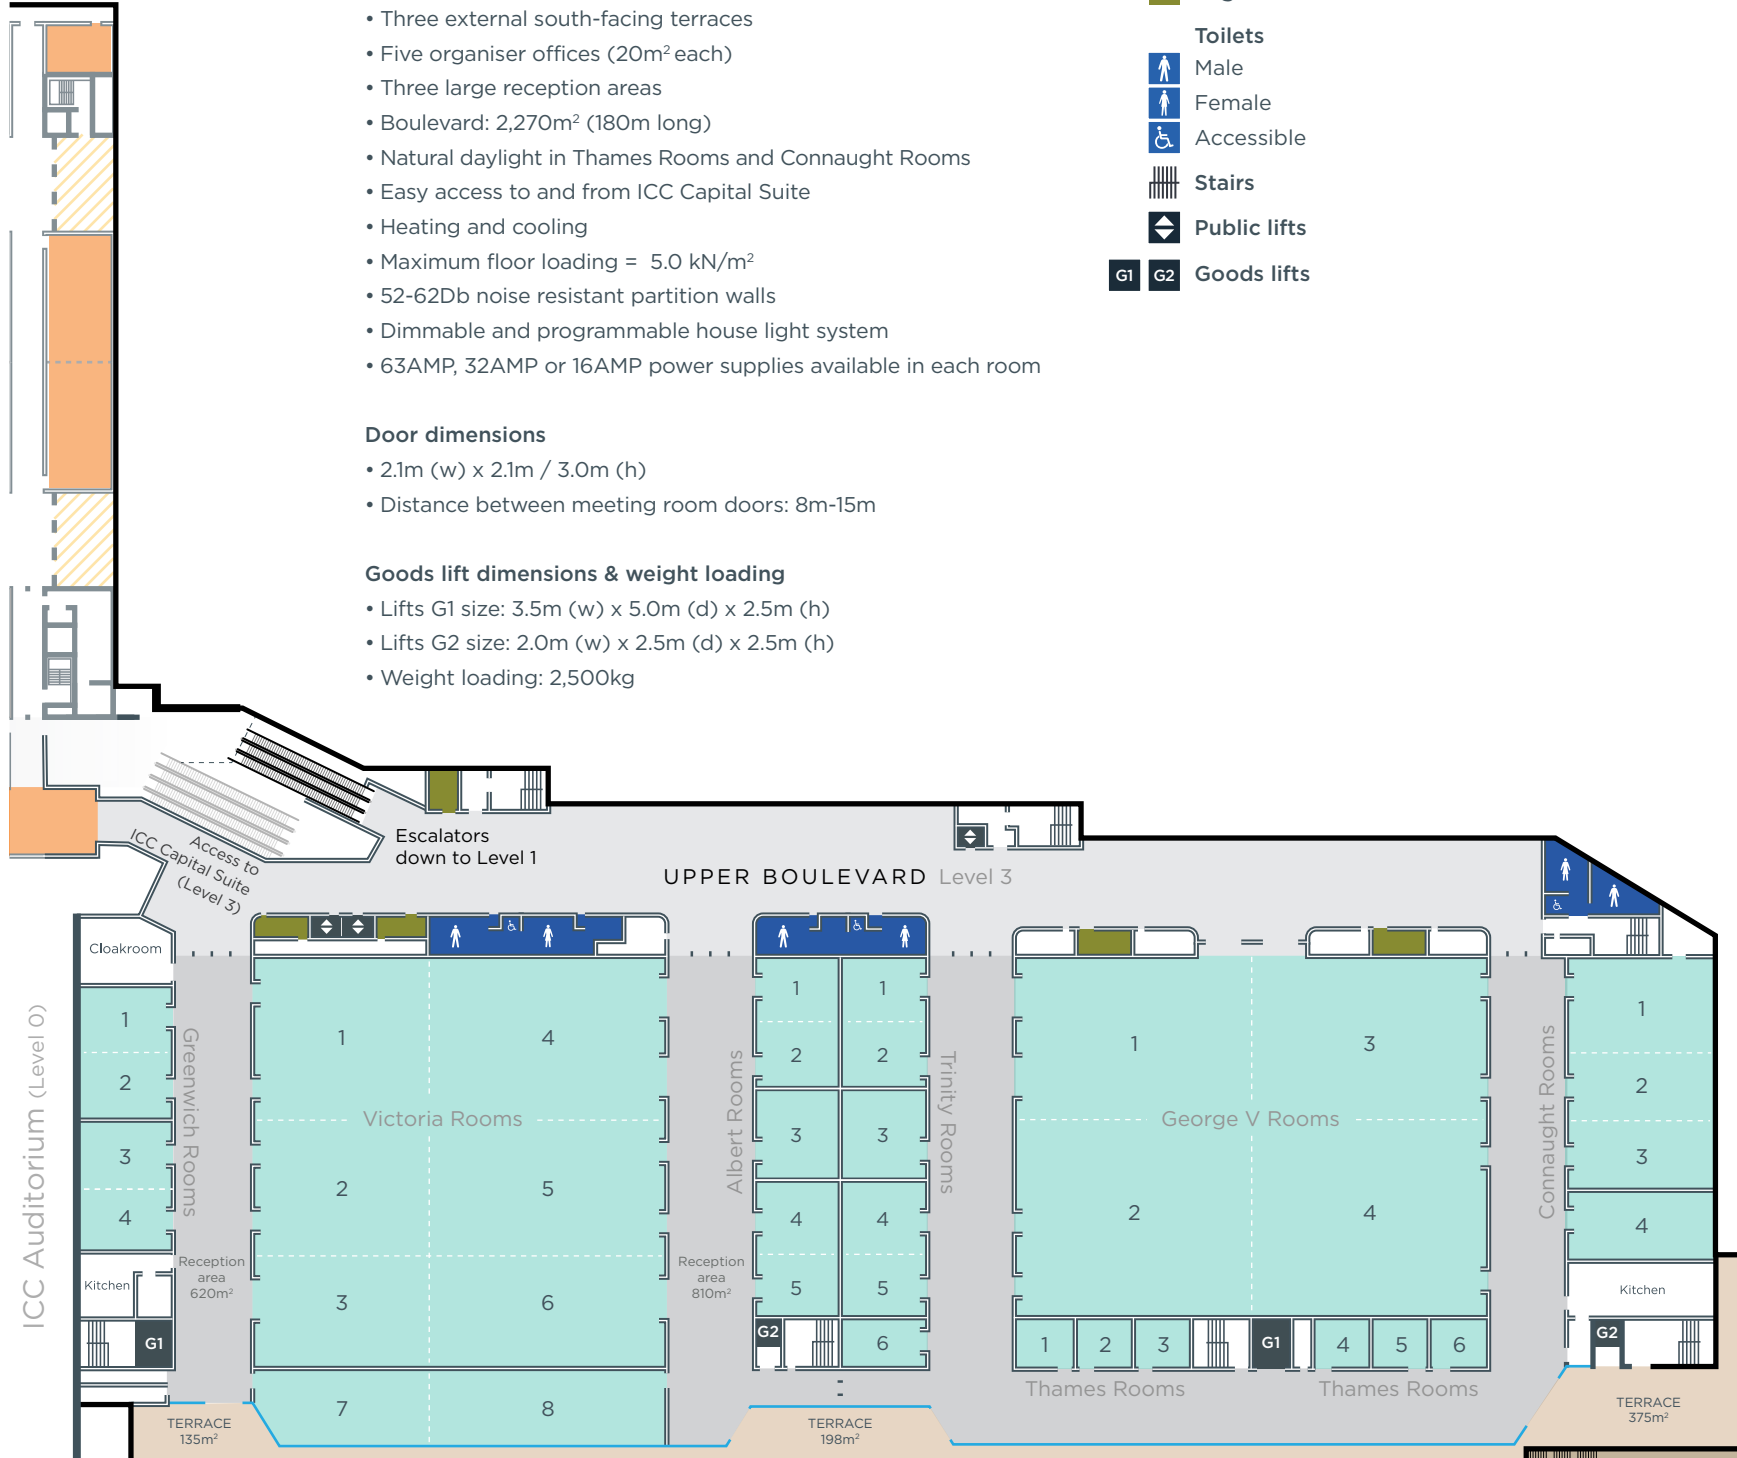 • Three external south-facing terraces
• Five organiser offices (20m² each)
• Three large reception areas
• Boulevard: 2,270m² (180m long)
• Natural daylight in Thames Rooms and Connaught Rooms
• Easy access to and from ICC Capital Suite
• Heating and cooling
• Maximum floor loading = 5.0 kN/m²
• 52-62Db noise resistant partition walls
• Dimmable and programmable house light system
• 63AMP, 32AMP or 16AMP power supplies available in each room
Door dimensions
• 2.1m (w) x 2.1m / 3.0m (h)
• Distance between meeting room doors: 8m-15m
Goods lift dimensions & weight loading
• Lifts G1 size: 3.5m (w) x 5.0m (d) x 2.5m (h)
• Lifts G2 size: 2.0m (w) x 2.5m (d) x 2.5m (h)
• Weight loading: 2,500kg
Toilets
Male
Female
Accessible
Stairs
Public lifts
G1 G2 Goods lifts
Escalators
down to Level 1
Access to
ICC Capital Suite
(Level 3)
UPPER BOULEVARD Level 3
ICC Auditorium (Level 0)
Cloakroom
1
2
3
4
Kitchen
G1
Greenwich Rooms
Reception
area
620m²
TERRACE
135m²
Victoria Rooms
1
4
2
5
3
6
7
8
Albert Rooms
Reception
area
810m²
1
2
3
4
5
G2
1
2
3
4
5
6
Trinity Rooms
TERRACE
198m²
George V Rooms
1
3
2
4
1
2
3
G1
4
5
6
Thames Rooms
Thames Rooms
Connaught Rooms
1
2
3
4
Kitchen
G2
TERRACE
375m²